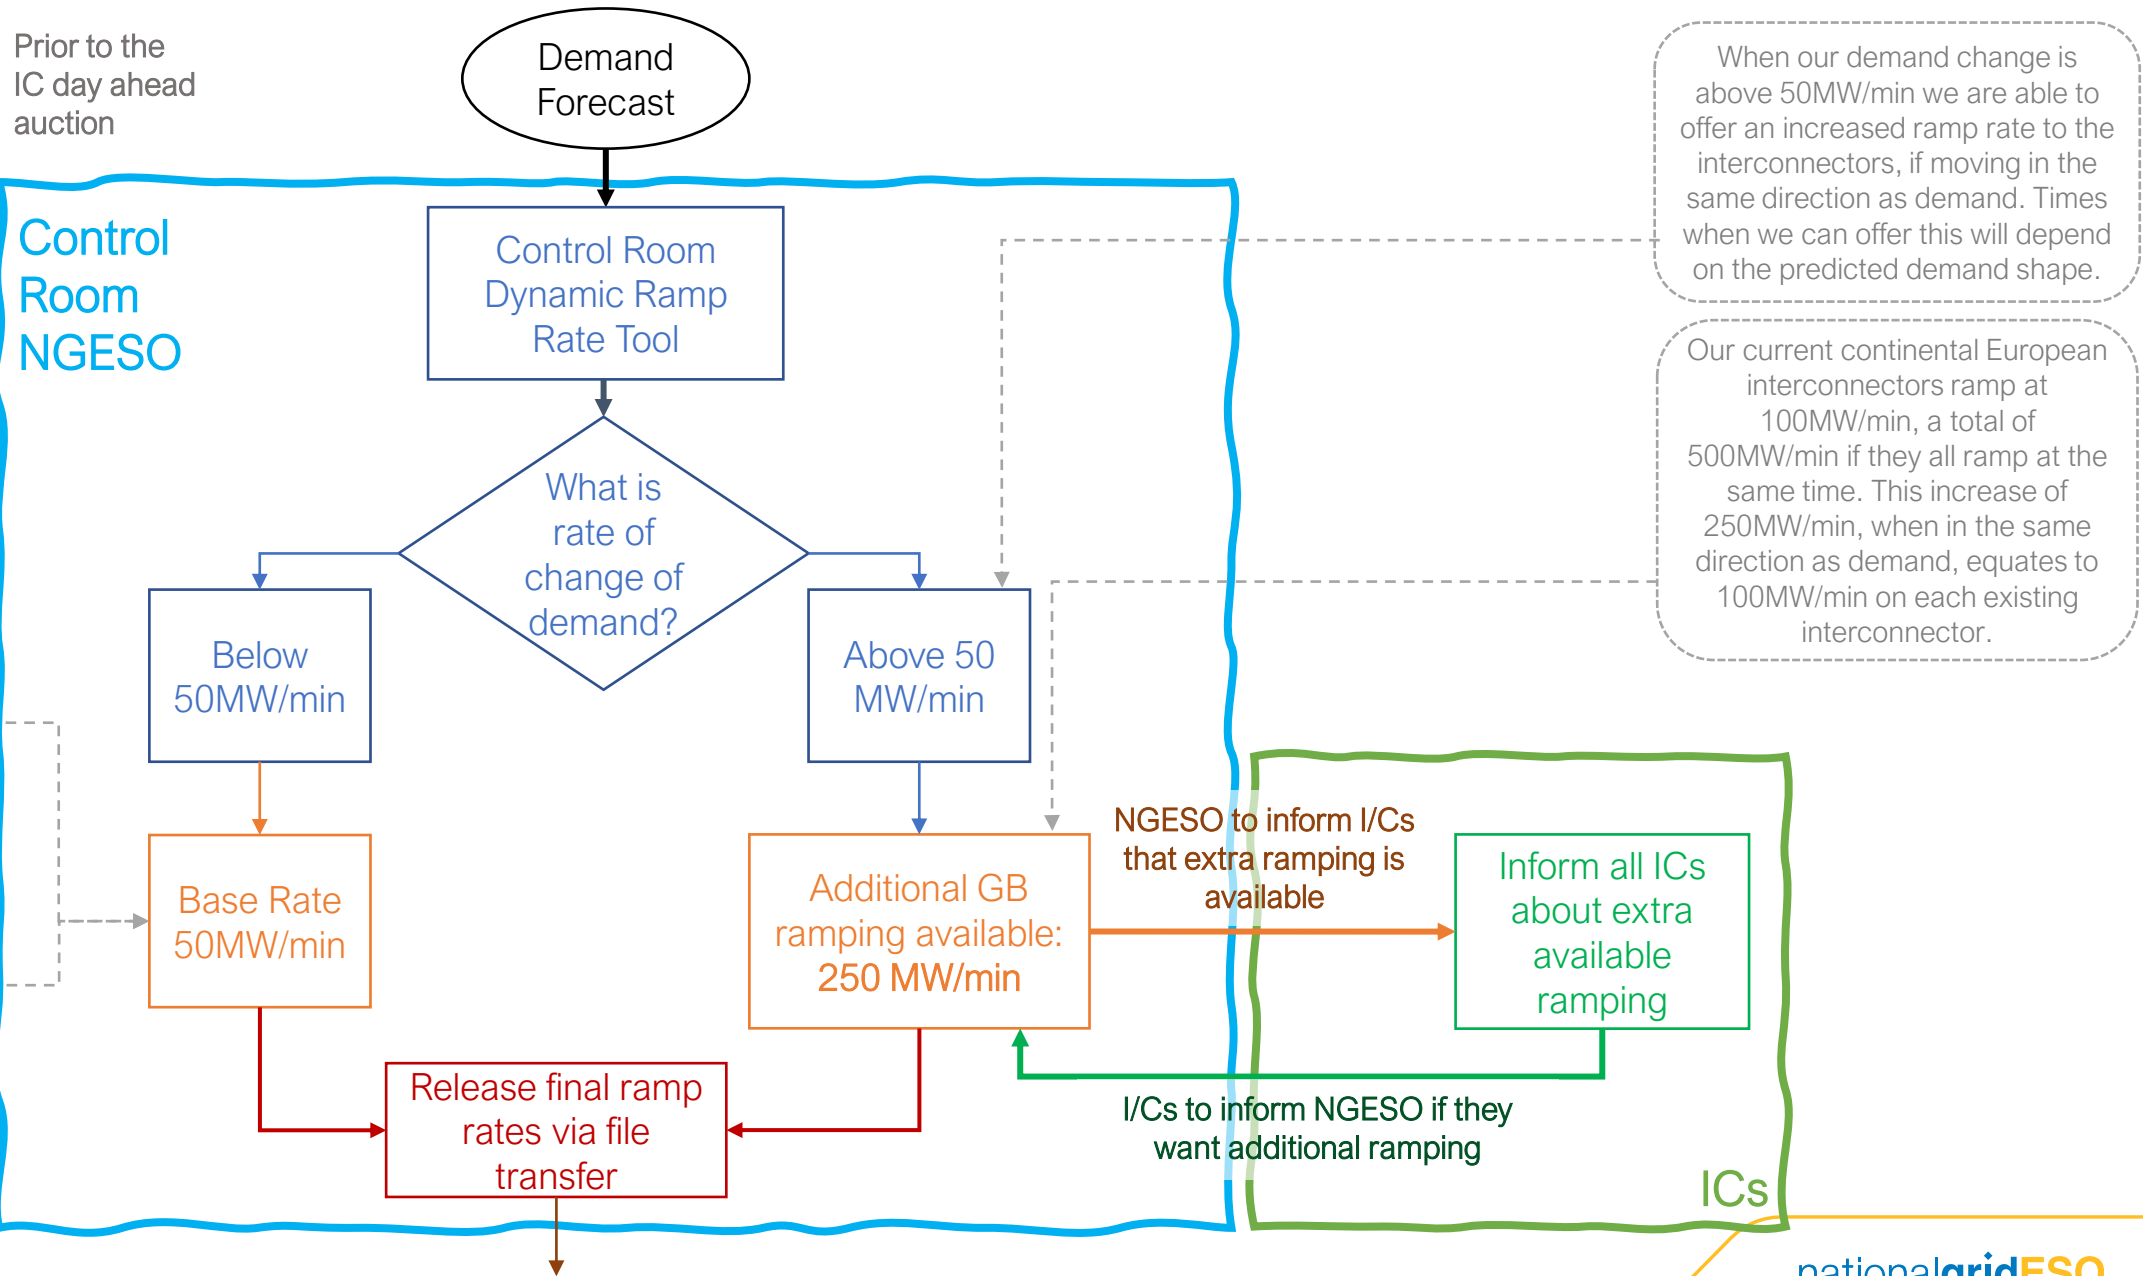 Prior to the
IC day ahead
auction
Demand
Forecast
When our demand change is
above 50MW/min we are able to
offer an increased ramp rate to the
interconnectors, if moving in the
same direction as demand. Times
when we can offer this will depend
on the predicted demand shape.
Control
Room
NGESO
Control Room
Dynamic Ramp
Rate Tool
Our current continental European
interconnectors ramp at
100MW/min, a total of
500MW/min if they all ramp at the
same time. This increase of
250MW/min, when in the same
direction as demand, equates to
100MW/min on each existing
interconnector.
What is
rate of
change of
demand?
Below
50MW/min
Above 50
MW/min
Base Rate
50MW/min
Additional GB
ramping available:
250 MW/min
NGESO to inform I/Cs
that extra ramping is
available
Inform all ICs
about extra
available
ramping
Release final ramp
rates via file
transfer
I/Cs to inform NGESO if they
want additional ramping
ICs
nationalgridESO